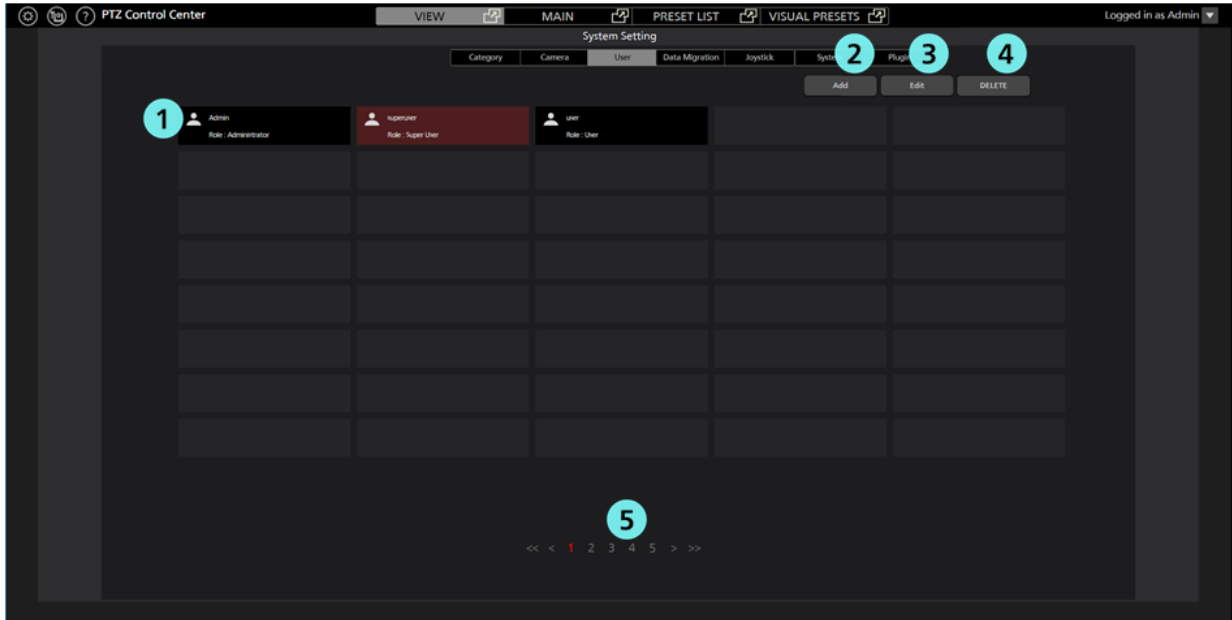 PTZ Control Center
VIEW
MAIN
PRESET LIST
VISUAL PRESETS
Logged in as Admin
System Setting
Category
Camera
User
Data Migration
Joystick
2
3
4
Add
Edit
DELETE
1
Admin
Role : Administrator
superuser
Role : Super User
user
Role : User
5
<< < 1 2 3 4 5 > >>